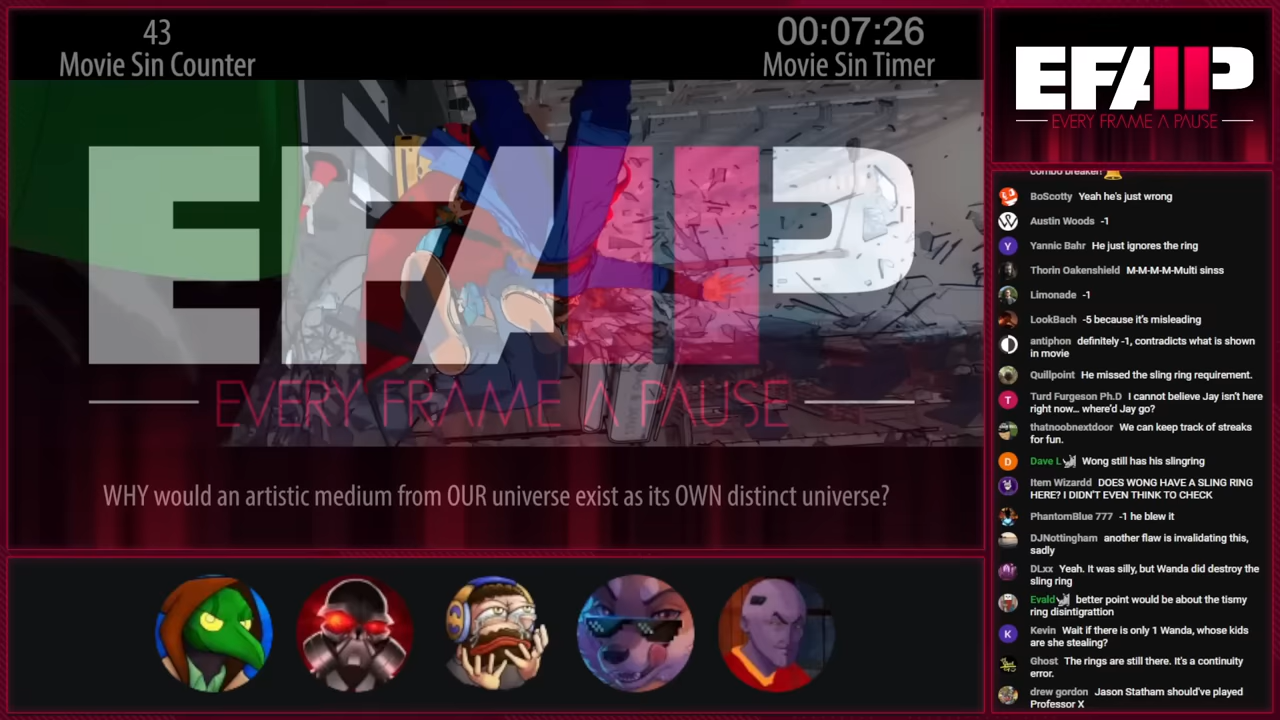 43
Movie Sin Counter
00:07:26
Movie Sin Timer
EFAP
EVERY FRAME A PAUSE
WHY would an artistic medium from OUR universe exist as its OWN distinct universe?
EFAP
EVERY FRAME A PAUSE
combo breaker!
BoScotty Yeah he's just wrong
Austin Woods -1
Y
Yannic Bahr He just ignores the ring
Thorin Oakenshield M-M-M-M-Multi sinss
Limonade -1
LookBach -5 because it's misleading
antiphon definitely -1, contradicts what is shown
in movie
Quillpoint He missed the sling ring requirement.
T
Turd Furgeson Ph.D I cannot believe Jay isn't here
right now... where'd Jay go?
thatnoobnextdoor We can keep track of streaks
for fun.
D
Dave L Wong still has his slingring
Item Wizardd DOES WONG HAVE A SLING RING
HERE? I DIDN'T EVEN THINK TO CHECK
PhantomBlue 777 -1 he blew it
DJNottingham another flaw is invalidating this,
sadly
DLxx Yeah. It was silly, but Wanda did destroy the
sling ring
Evald better point would be about the tismy
ring disintigrattion
K
Kevin Wait if there is only 1 Wanda, whose kids
are she stealing?
Ghost The rings are still there. It's a continuity
error.
drew gordon Jason Statham should've played
Professor X